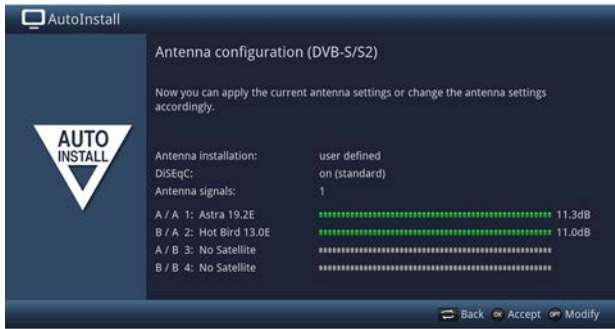 AutoInstall
Antenna configuration (DVB-S/S2)
Now you can apply the current antenna settings or change the antenna settings
accordingly.
AUTO
INSTALL
Antenna installation: user defined
DiSEqC: on (standard)
Antenna signals: 1
A / A 1: Astra 19.2E 11.3dB
B / A 2: Hot Bird 13.0E 11.0dB
A / B 3: No Satellite
B / B 4: No Satellite
Back OK Accept OPT Modify